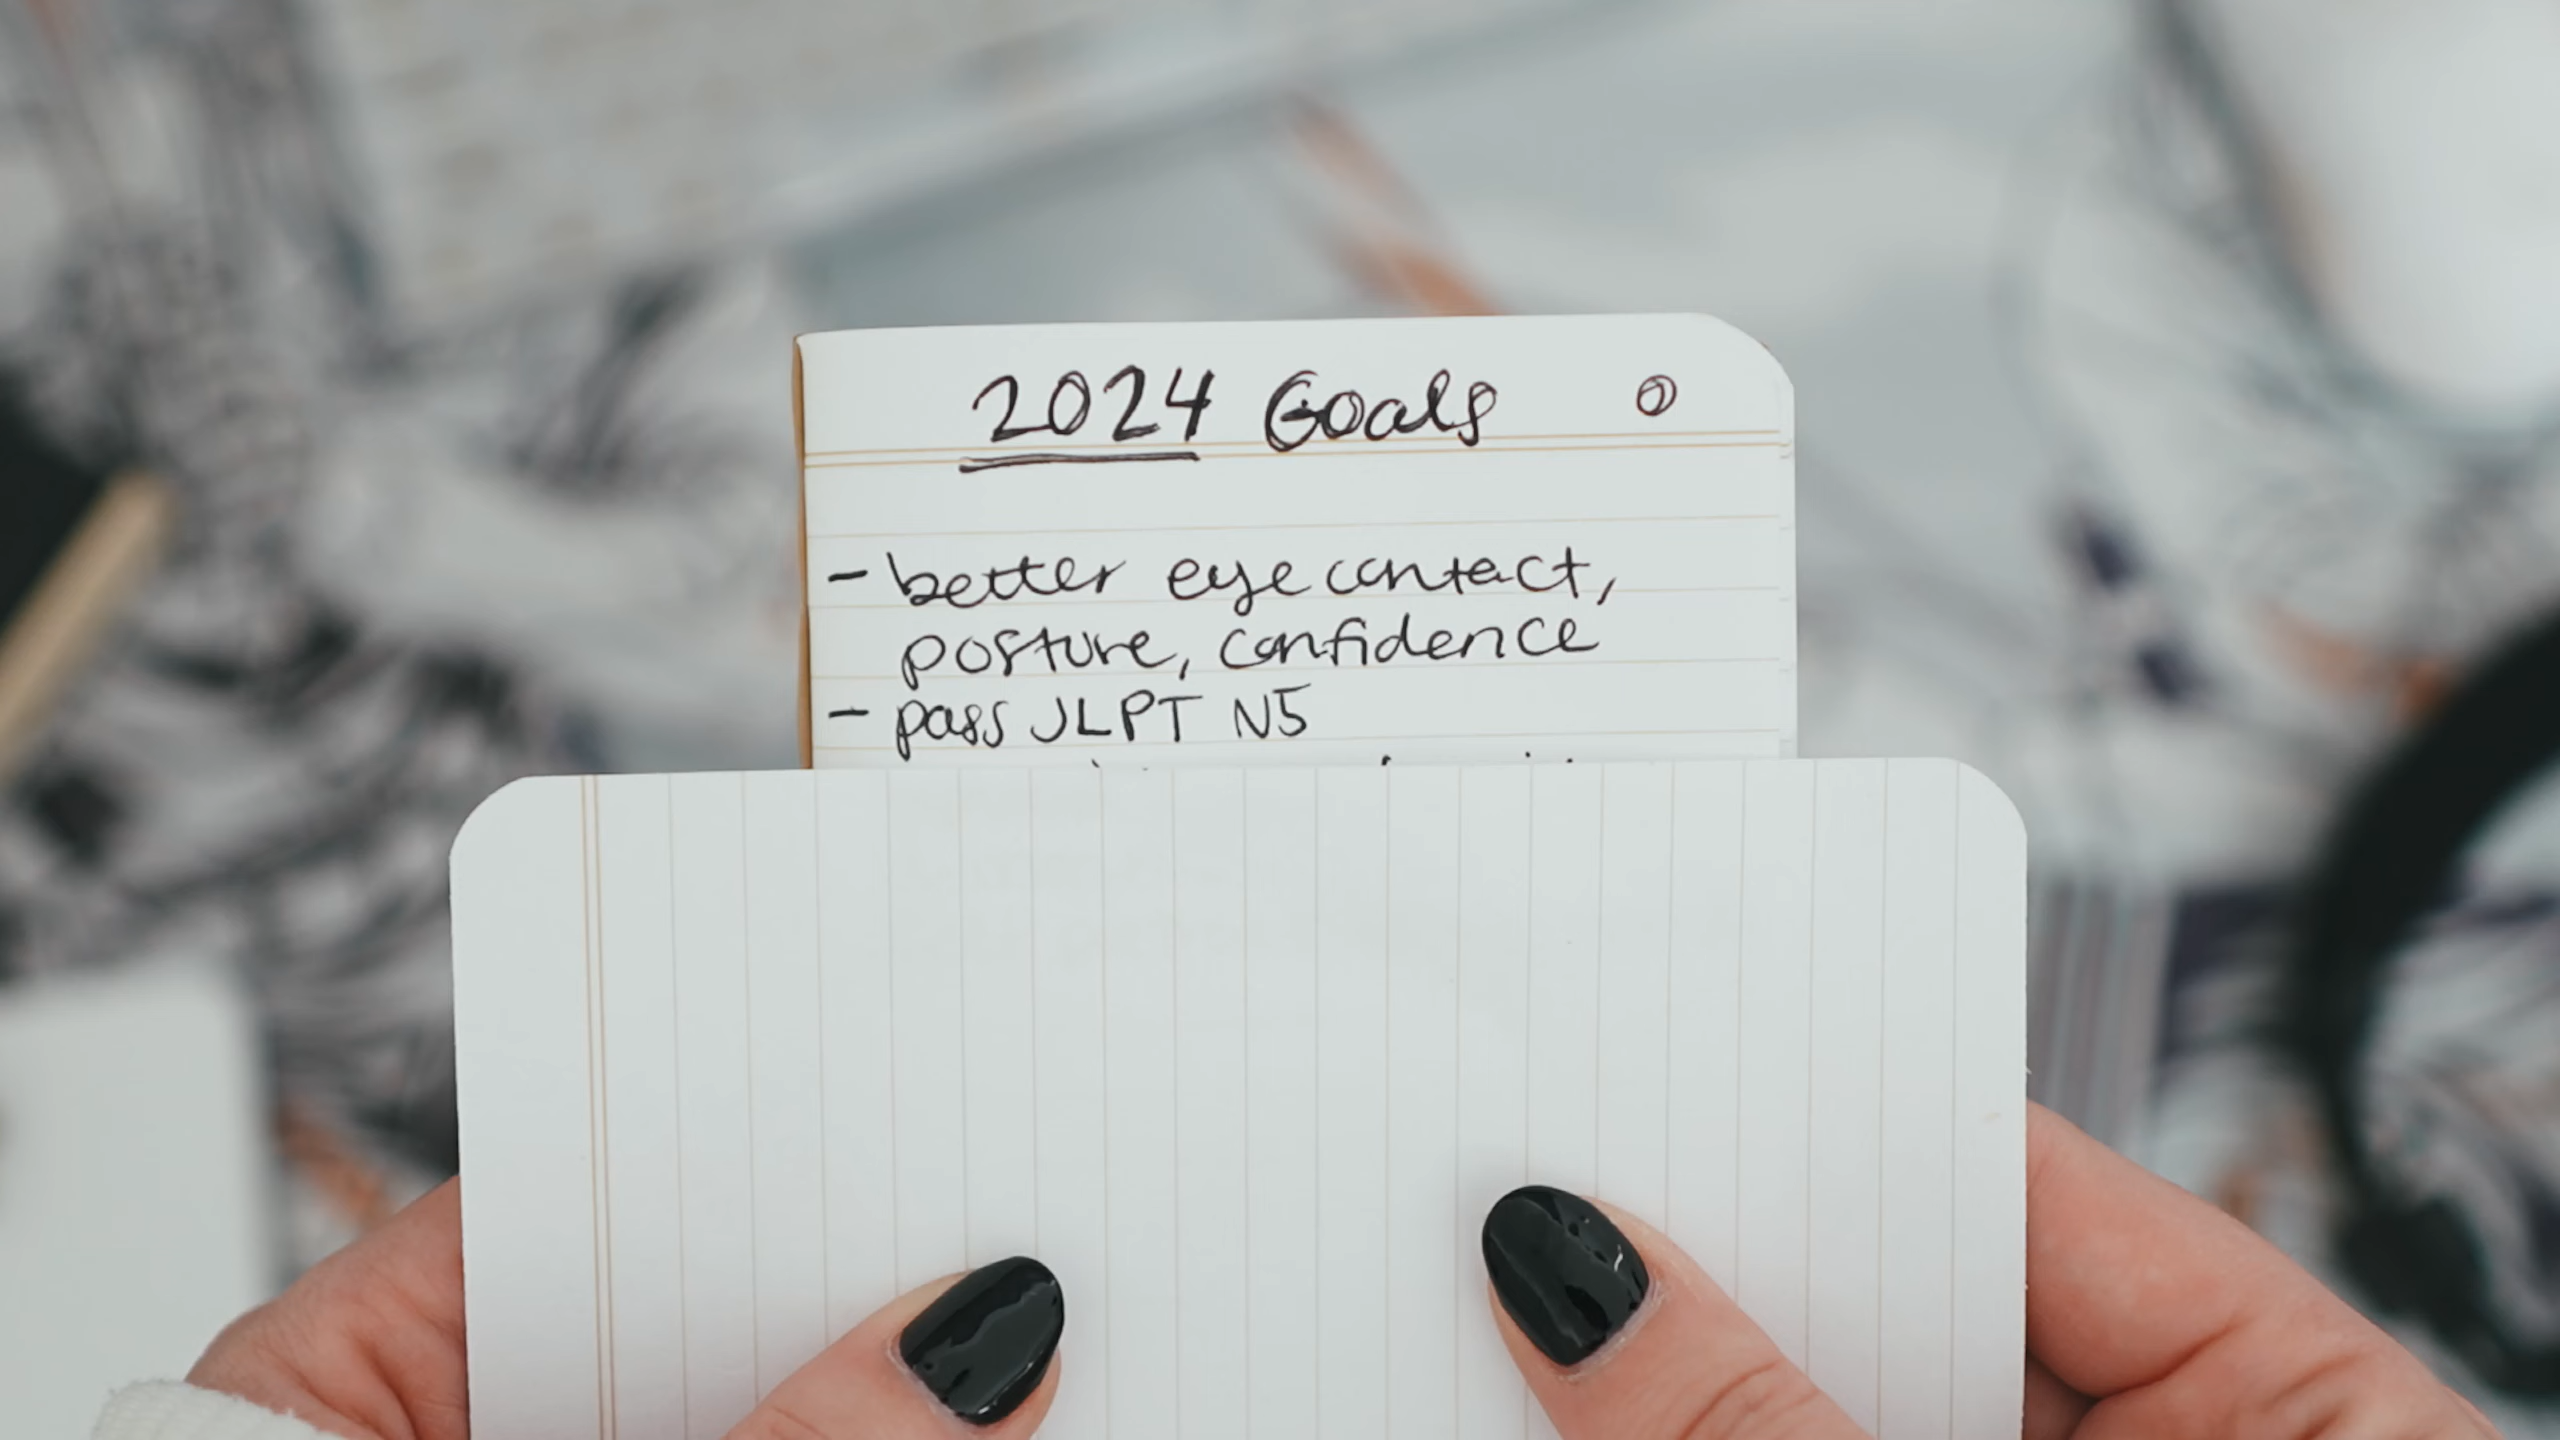 2024 Goals
- better eye contact,
posture, confidence
- pass JLPT N5